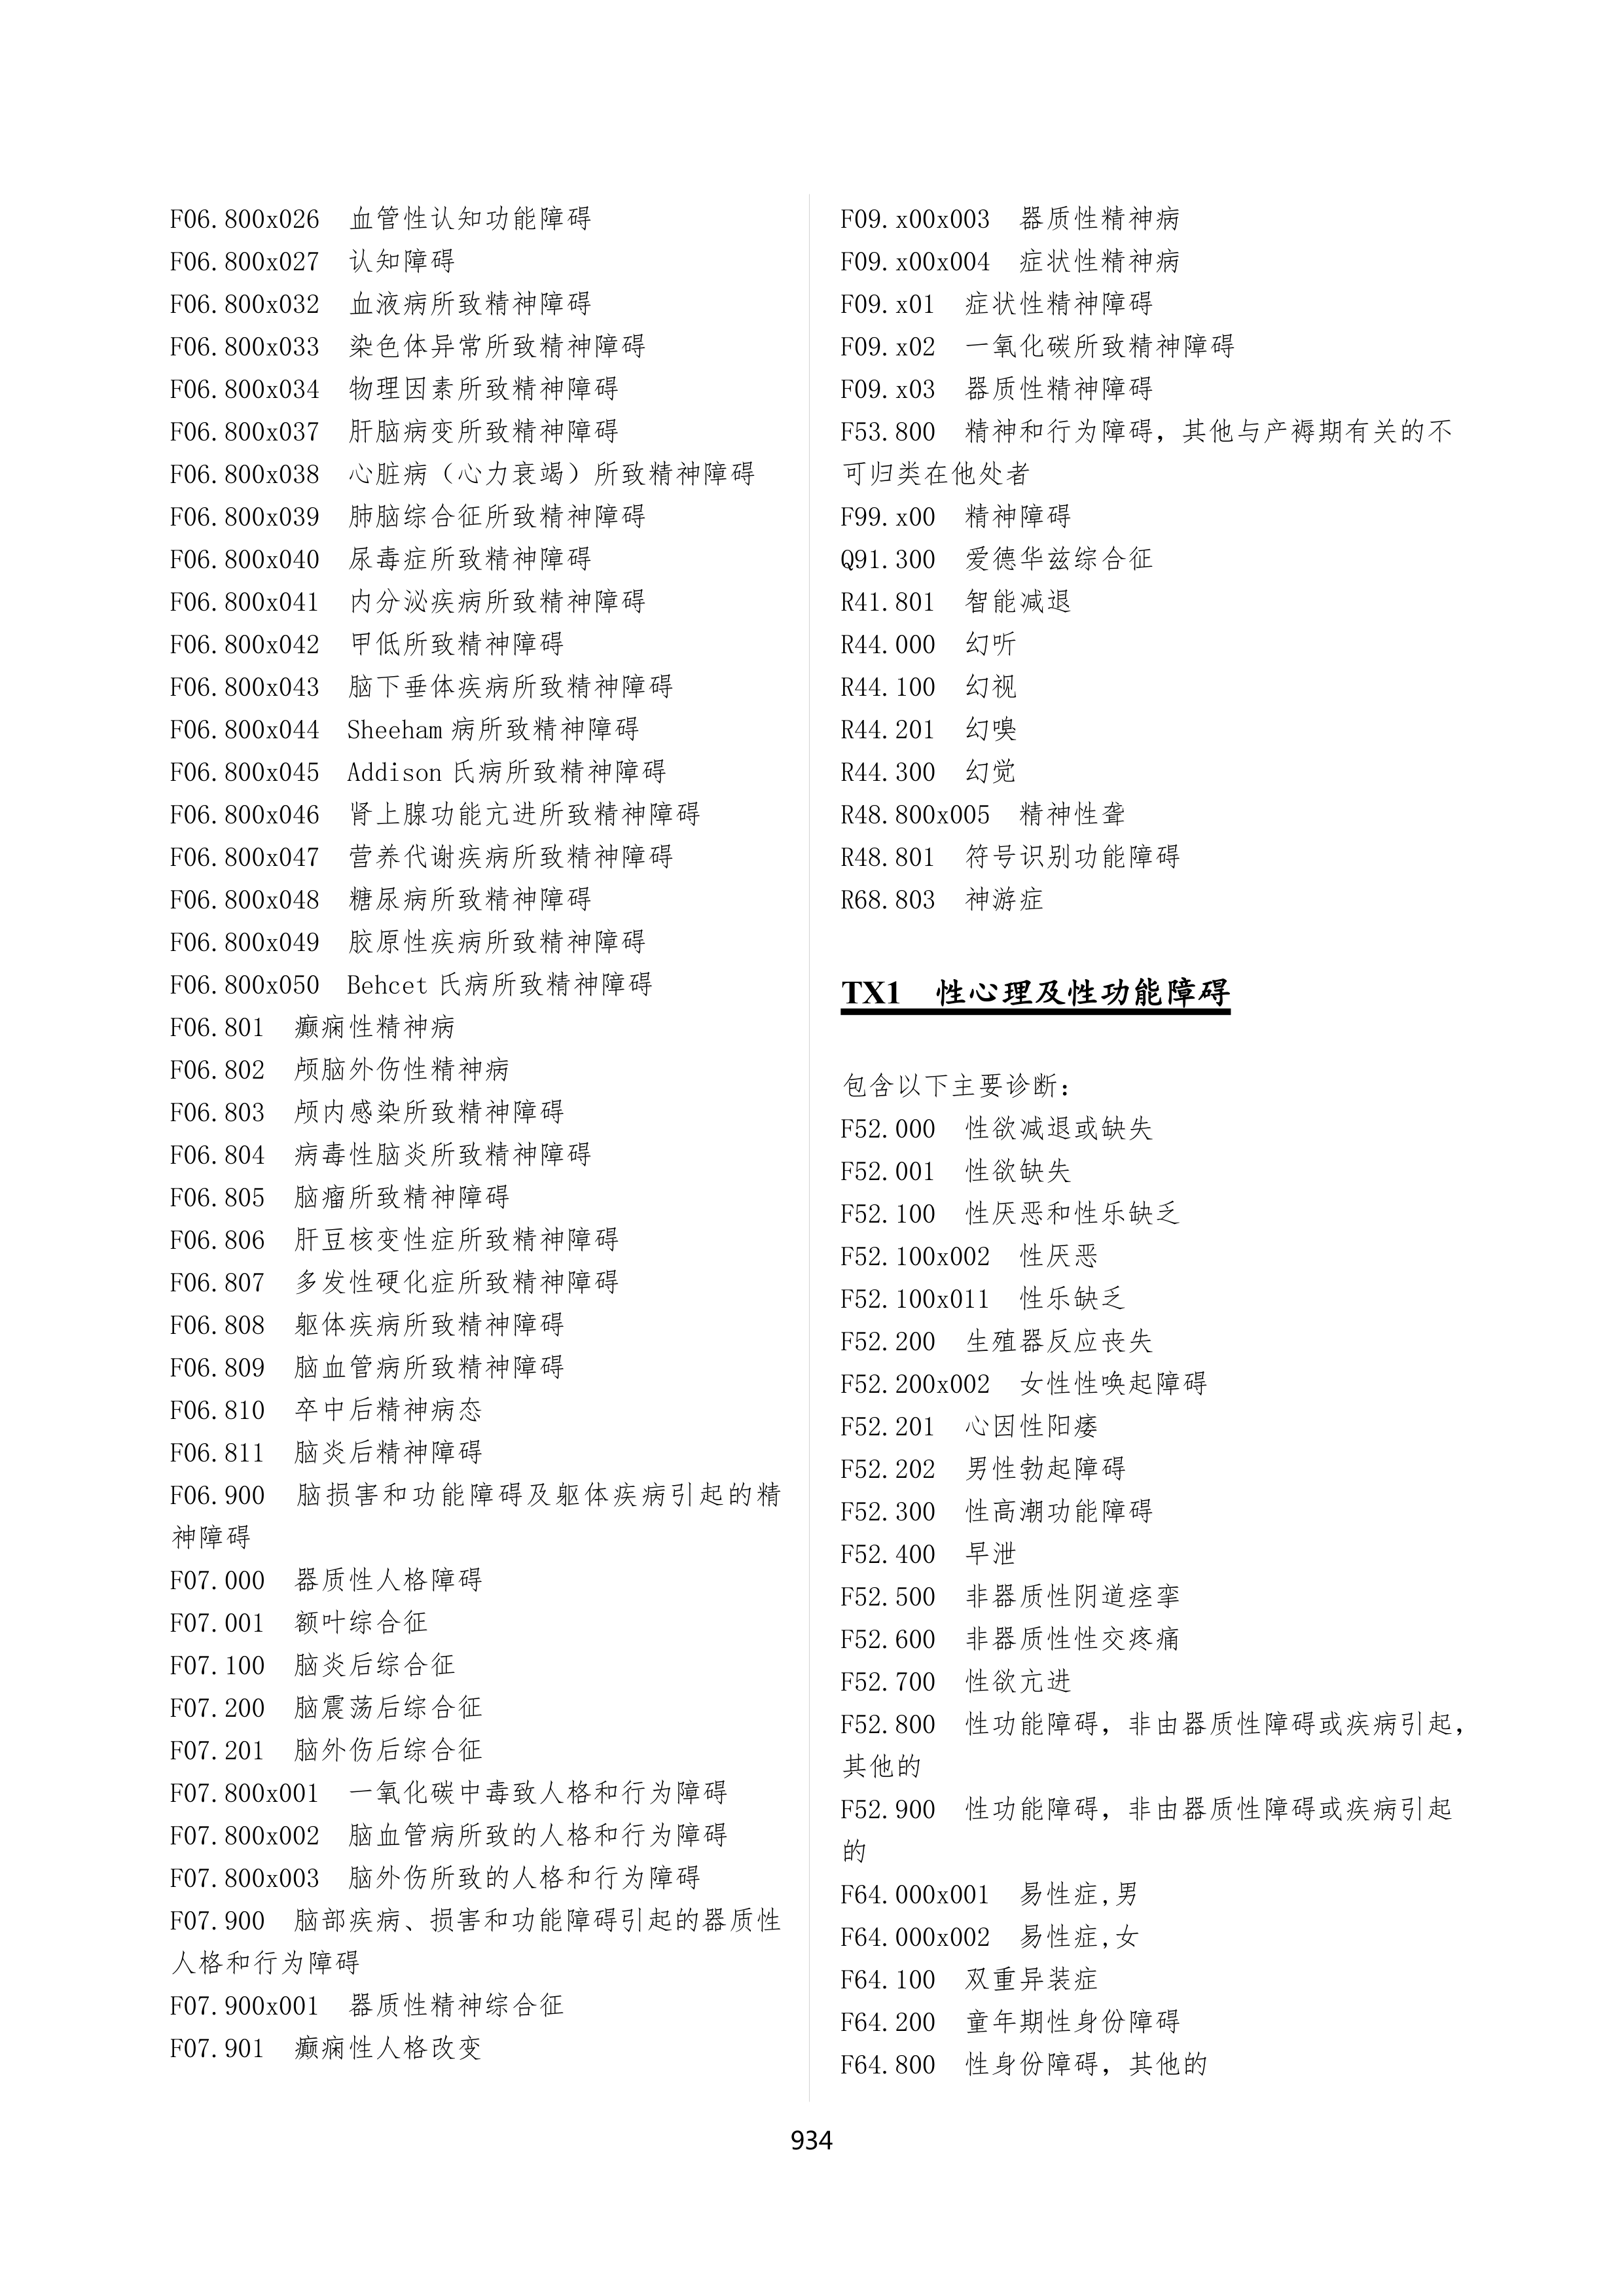 F06.800x026 血管性认知功能障碍
F06.800x027 认知障碍
F06.800x032 血液病所致精神障碍
F06.800x033 染色体异常所致精神障碍
F06.800x034 物理因素所致精神障碍
F06.800x037 肝脑病变所致精神障碍
F06.800x038 心脏病（心力衰竭）所致精神障碍
F06.800x039 肺脑综合征所致精神障碍
F06.800x040 尿毒症所致精神障碍
F06.800x041 内分泌疾病所致精神障碍
F06.800x042 甲低所致精神障碍
F06.800x043 脑下垂体疾病所致精神障碍
F06.800x044 Sheeham 病所致精神障碍
F06.800x045 Addison 氏病所致精神障碍
F06.800x046 肾上腺功能亢进所致精神障碍
F06.800x047 营养代谢疾病所致精神障碍
F06.800x048 糖尿病所致精神障碍
F06.800x049 胶原性疾病所致精神障碍
F06.800x050 Behcet 氏病所致精神障碍
F06.801 癫痫性精神病
F06.802 颅脑外伤性精神病
F06.803 颅内感染所致精神障碍
F06.804 病毒性脑炎所致精神障碍
F06.805 脑瘤所致精神障碍
F06.806 肝豆核变性症所致精神障碍
F06.807 多发性硬化症所致精神障碍
F06.808 躯体疾病所致精神障碍
F06.809 脑血管病所致精神障碍
F06.810 卒中后精神病态
F06.811 脑炎后精神障碍
F06.900 脑损害和功能障碍及躯体疾病引起的精
神障碍
F07.000 器质性人格障碍
F07.001 额叶综合征
F07.100 脑炎后综合征
F07.200 脑震荡后综合征
F07.201 脑外伤后综合征
F07.800x001 一氧化碳中毒致人格和行为障碍
F07.800x002 脑血管病所致的人格和行为障碍
F07.800x003 脑外伤所致的人格和行为障碍
F07.900 脑部疾病、损害和功能障碍引起的器质性
人格和行为障碍
F07.900x001 器质性精神综合征
F07.901 癫痫性人格改变
F09.x00x003 器质性精神病
F09.x00x004 症状性精神病
F09.x01 症状性精神障碍
F09.x02 一氧化碳所致精神障碍
F09.x03 器质性精神障碍
F53.800 精神和行为障碍，其他与产褥期有关的不
可归类在他处者
F99.x00 精神障碍
Q91.300 爱德华兹综合征
R41.801 智能减退
R44.000 幻听
R44.100 幻视
R44.201 幻嗅
R44.300 幻觉
R48.800x005 精神性聋
R48.801 符号识别功能障碍
R68.803 神游症
TX1 性心理及性功能障碍
包含以下主要诊断：
F52.000 性欲减退或缺失
F52.001 性欲缺失
F52.100 性厌恶和性乐缺乏
F52.100x002 性厌恶
F52.100x011 性乐缺乏
F52.200 生殖器反应丧失
F52.200x002 女性性唤起障碍
F52.201 心因性阳痿
F52.202 男性勃起障碍
F52.300 性高潮功能障碍
F52.400 早泄
F52.500 非器质性阴道痉挛
F52.600 非器质性性交疼痛
F52.700 性欲亢进
F52.800 性功能障碍，非由器质性障碍或疾病引起，
其他的
F52.900 性功能障碍，非由器质性障碍或疾病引起
的
F64.000x001 易性症,男
F64.000x002 易性症,女
F64.100 双重异装症
F64.200 童年期性身份障碍
F64.800 性身份障碍，其他的
934